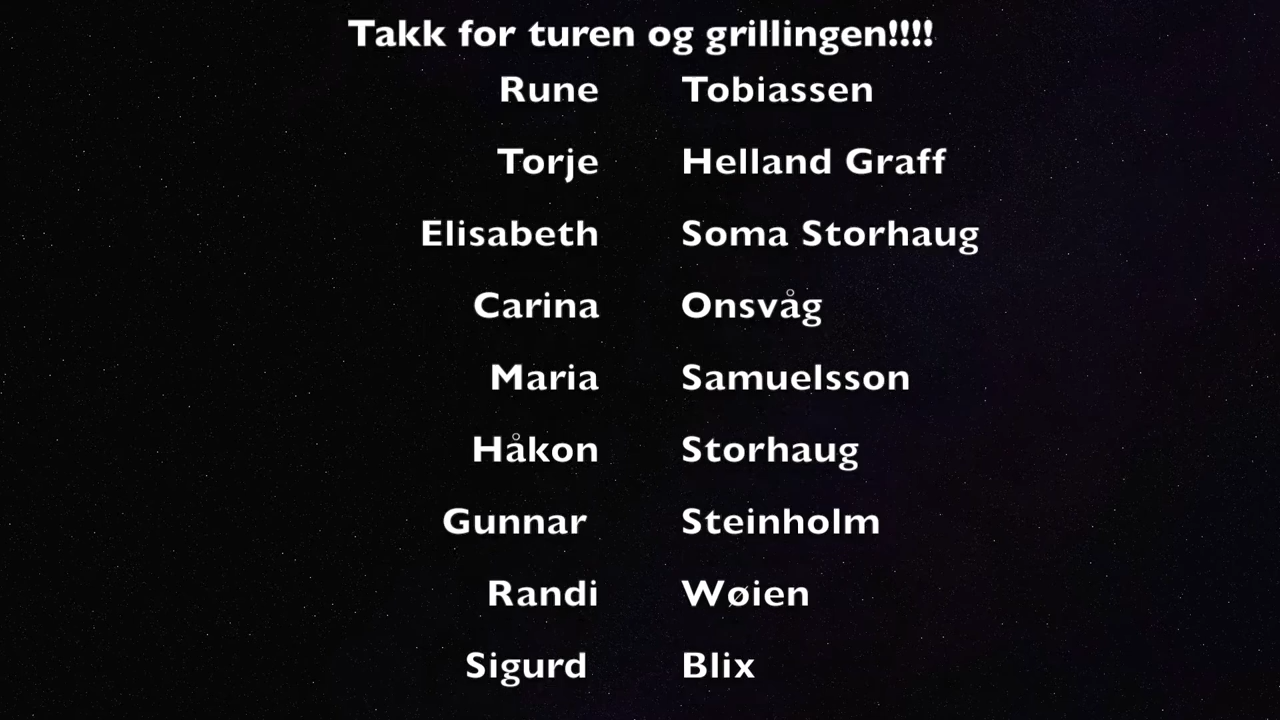 Takk for turen og grillingen!!!!
Rune Tobiassen
Torje Helland Graff
Elisabeth Soma Storhaug
Carina Onsvåg
Maria Samuelsson
Håkon Storhaug
Gunnar Steinholm
Randi Wøien
Sigurd Blix